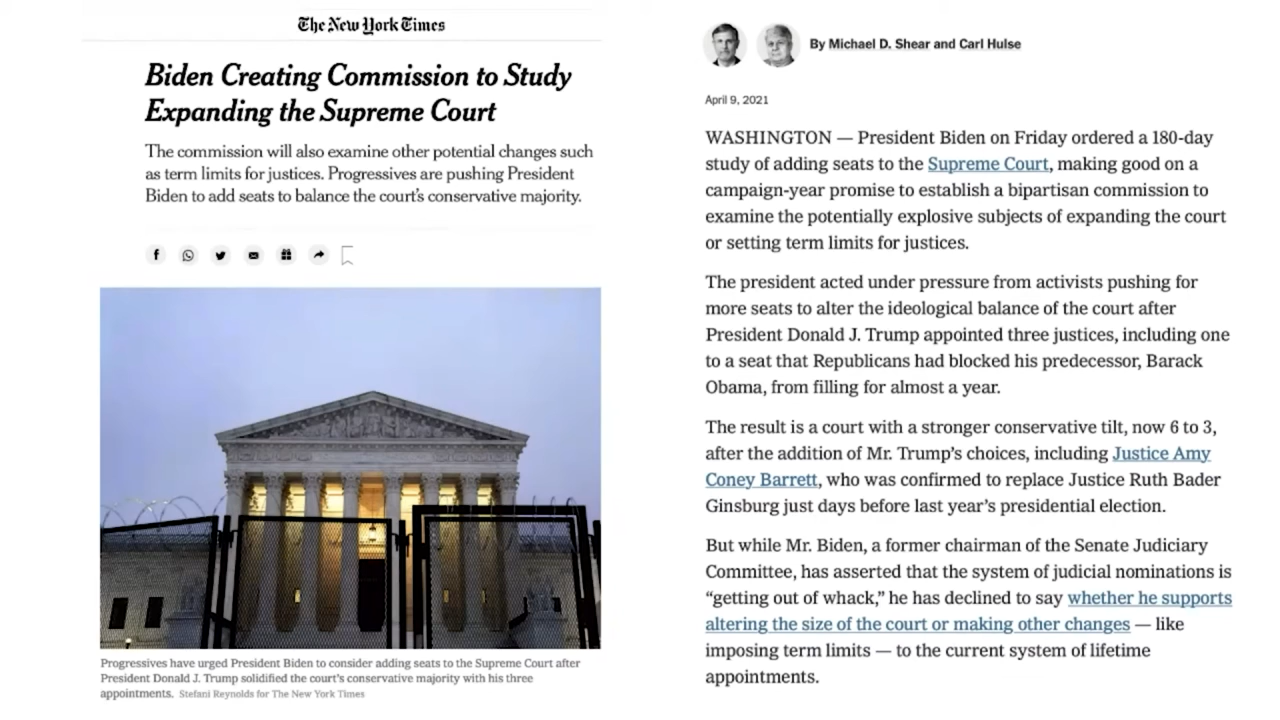 The New York Times
Biden Creating Commission to Study
Expanding the Supreme Court
The commission will also examine other potential changes such
as term limits for justices. Progressives are pushing President
Biden to add seats to balance the court's conservative majority.
Progressives have urged President Biden to consider adding seats to the Supreme Court after
President Donald J. Trump solidified the court's conservative majority with his three
appointments. Stefani Reynolds for The New York Times
By Michael D. Shear and Carl Hulse
April 9, 2021
WASHINGTON — President Biden on Friday ordered a 180-day
study of adding seats to the Supreme Court, making good on a
campaign-year promise to establish a bipartisan commission to
examine the potentially explosive subjects of expanding the court
or setting term limits for justices.
The president acted under pressure from activists pushing for
more seats to alter the ideological balance of the court after
President Donald J. Trump appointed three justices, including one
to a seat that Republicans had blocked his predecessor, Barack
Obama, from filling for almost a year.
The result is a court with a stronger conservative tilt, now 6 to 3,
after the addition of Mr. Trump's choices, including Justice Amy
Coney Barrett, who was confirmed to replace Justice Ruth Bader
Ginsburg just days before last year's presidential election.
But while Mr. Biden, a former chairman of the Senate Judiciary
Committee, has asserted that the system of judicial nominations is
“getting out of whack,” he has declined to say whether he supports
altering the size of the court or making other changes — like
imposing term limits — to the current system of lifetime
appointments.